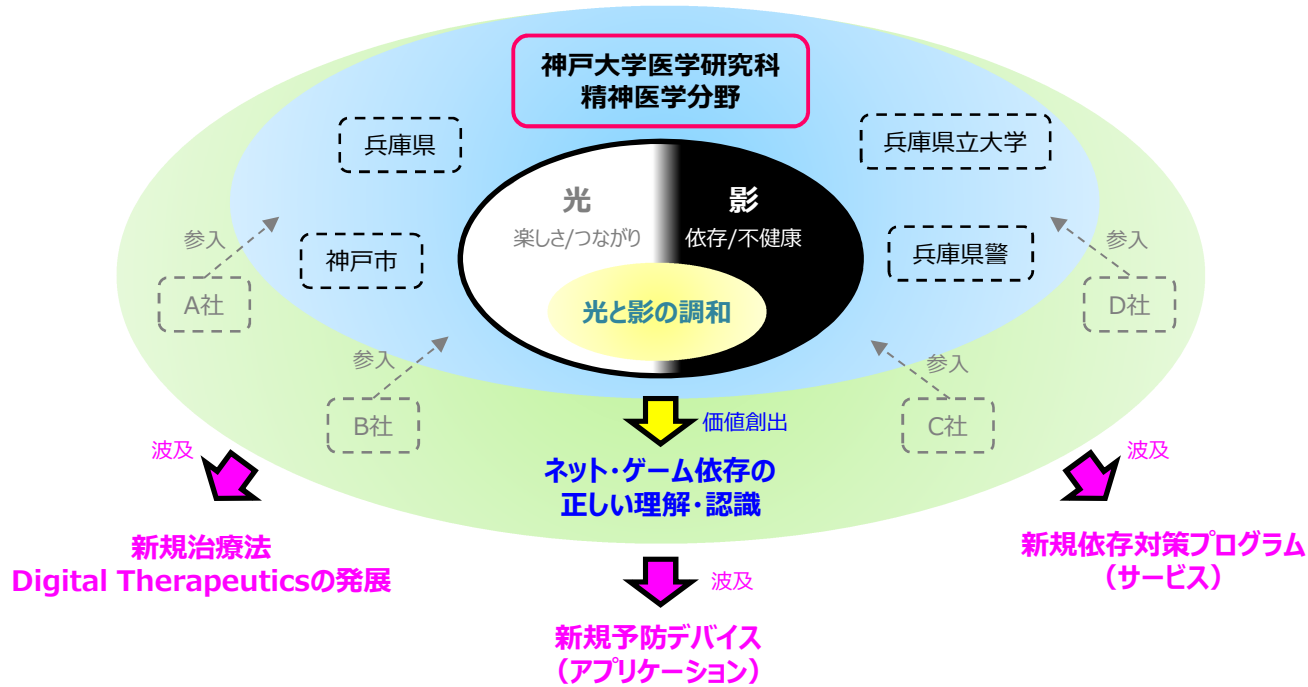 神戸大学医学研究科
精神医学分野
兵庫県
兵庫県立大学
光
影
楽しさ/つながり
依存/不健康
参入
神戸市
兵庫県警
参入
A社
光と影の調和
D社
参入
参入
B社
価値創出
C社
波及
ネット・ゲーム依存の
正しい理解・認識
波及
新規治療法
Digital Therapeuticsの発展
新規依存対策プログラム
（サービス）
波及
新規予防デバイス
（アプリケーション）